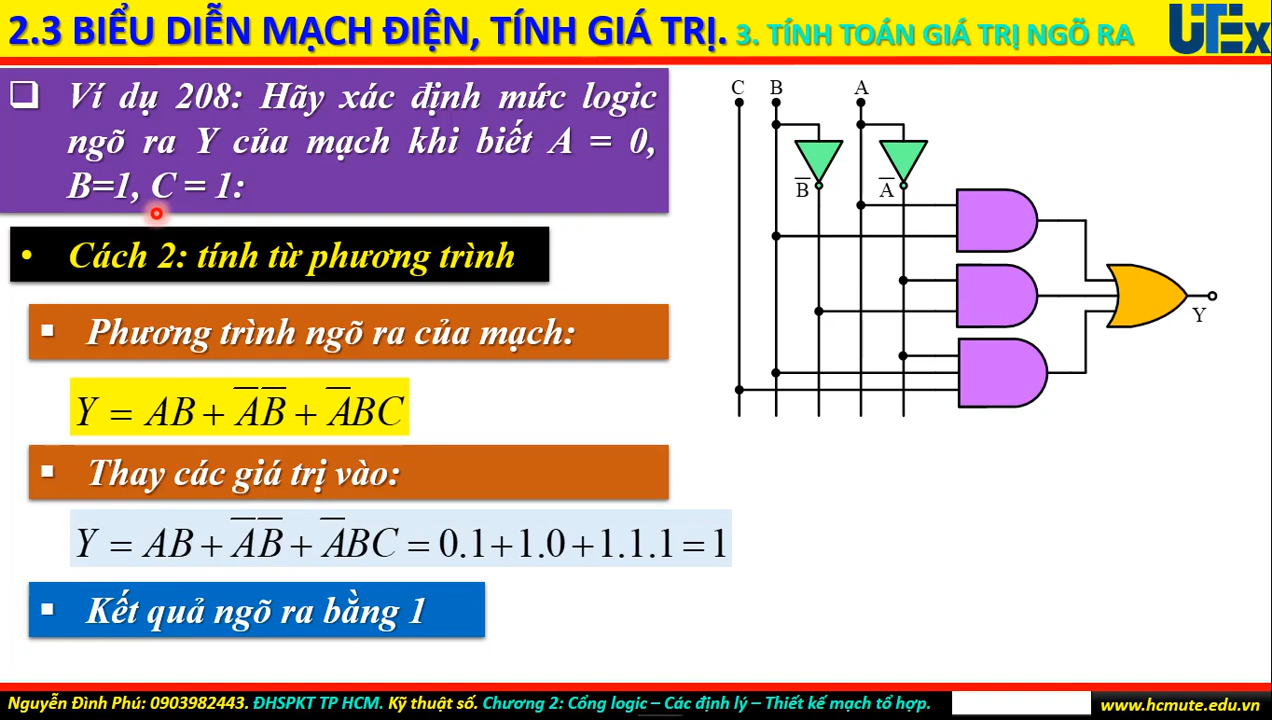 2.3 BIỂU DIỄN MẠCH ĐIỆN, TÍNH GIÁ TRỊ. 3. TÍNH TOÁN GIÁ TRỊ NGÕ RA
UTEx
❑ Ví dụ 208: Hãy xác định mức logic
ngõ ra Y của mạch khi biết A = 0,
B=1, C = 1:
• Cách 2: tính từ phương trình
▪ Phương trình ngõ ra của mạch:
Y = AB + A̅B̅ + A̅BC
▪ Thay các giá trị vào:
Y = AB + A̅B̅ + A̅BC = 0.1+1.0+1.1.1=1
▪ Kết quả ngõ ra bằng 1
C B A
B̅ A̅
Y
Nguyễn Đình Phú: 0903982443. ĐHSPKT TP HCM. Kỹ thuật số. Chương 2: Cổng logic – Các định lý – Thiết kế mạch tổ hợp.
www.hcmute.edu.vn